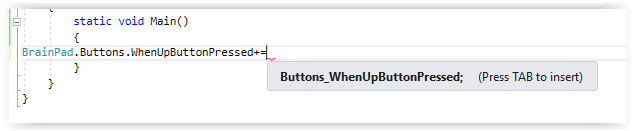 {
static void Main()
{
BrainPad.Buttons.WhenUpButtonPressed+=
Buttons_WhenUpButtonPressed; (Press TAB to insert)
}
}
}